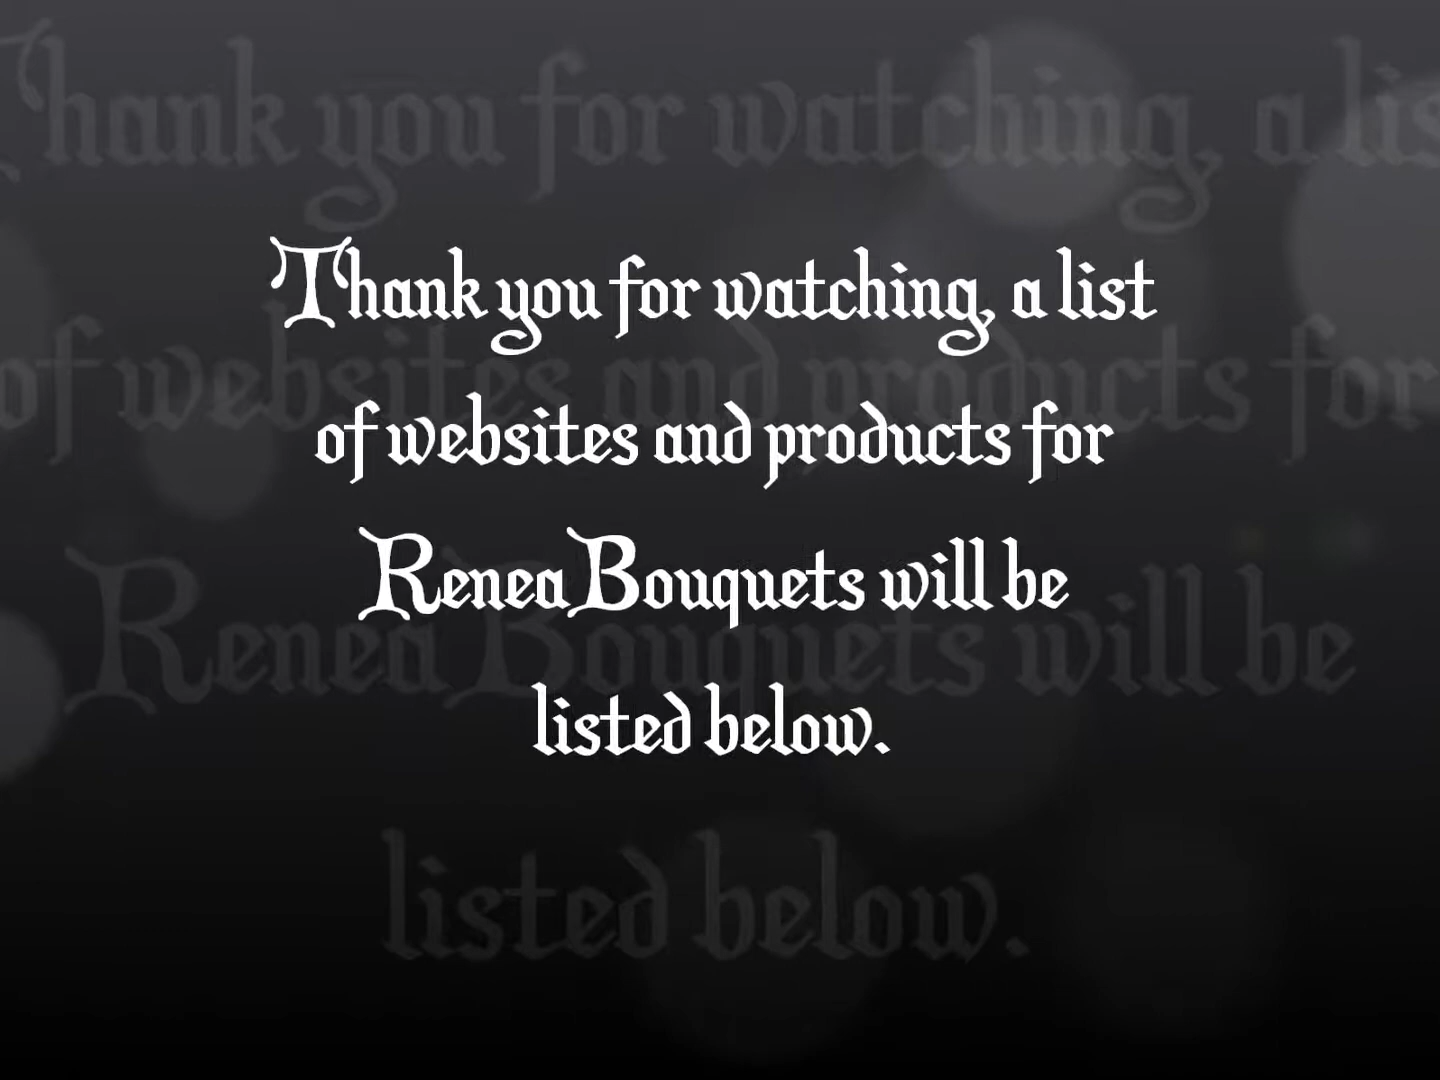 Thank you for watching, a list
of websites and products for
Renea Bouquets will be
listed below.